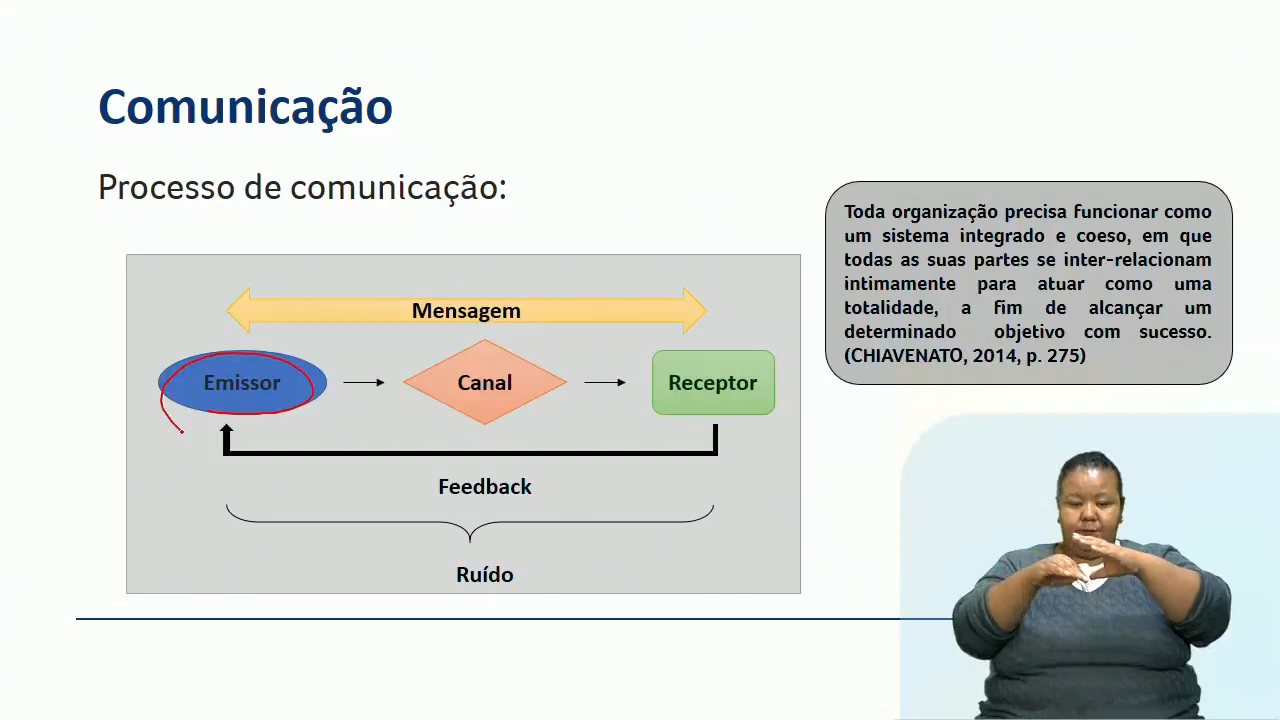 Comunicação
Processo de comunicação:
Mensagem
Emissor
Canal
Receptor
Feedback
Ruído
Toda organização precisa funcionar como
um sistema integrado e coeso, em que
todas as suas partes se inter-relacionam
intimamente para atuar como uma
totalidade, a fim de alcançar um
determinado objetivo com sucesso.
(CHIAVENATO, 2014, p. 275)